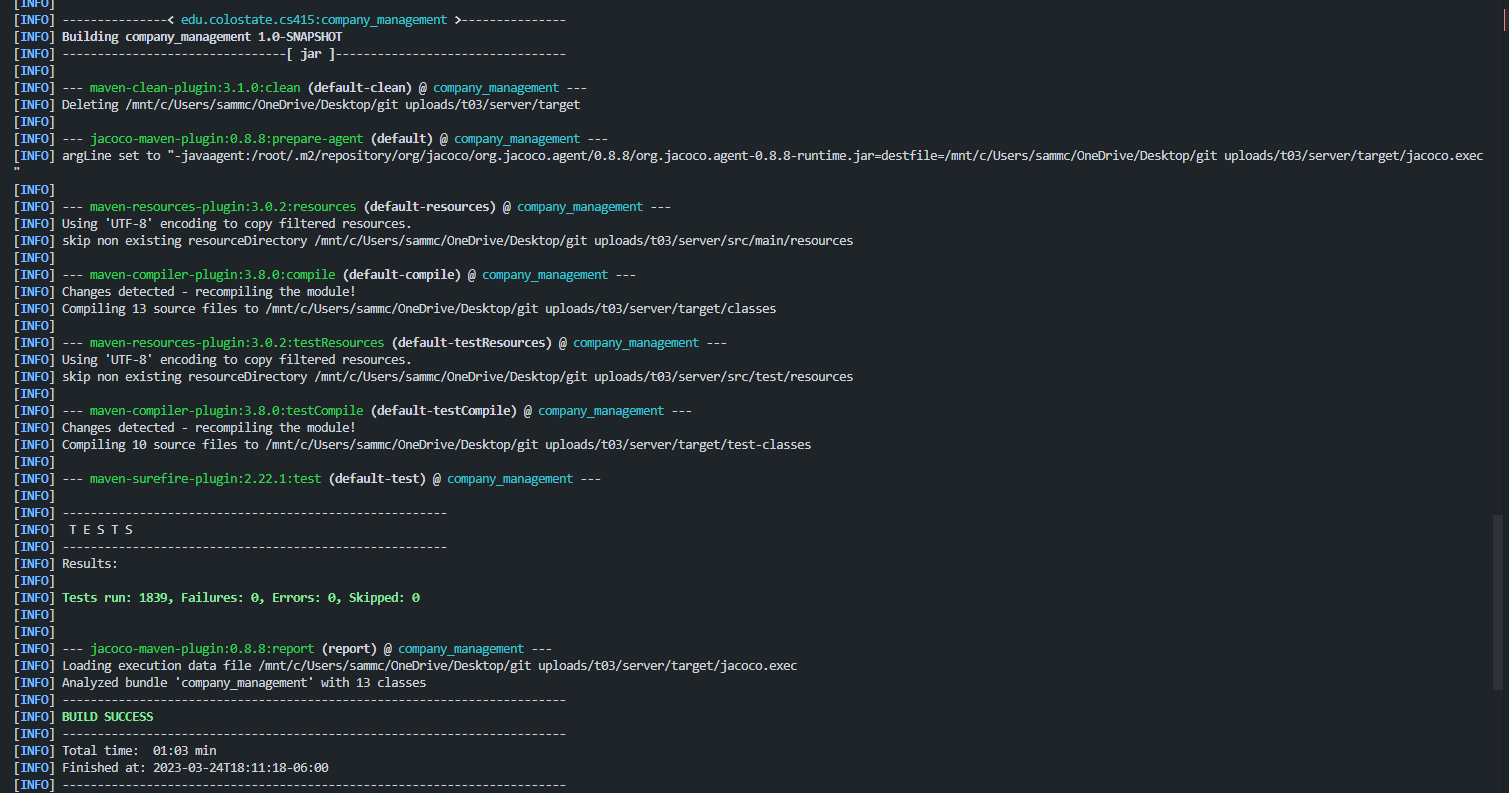 [INFO]
[INFO] ---------------< edu.colostate.cs415:company_management >---------------
[INFO] Building company_management 1.0-SNAPSHOT
[INFO] --------------------------------[ jar ]---------------------------------
[INFO]
[INFO] --- maven-clean-plugin:3.1.0:clean (default-clean) @ company_management ---
[INFO] Deleting /mnt/c/Users/sammc/OneDrive/Desktop/git uploads/t03/server/target
[INFO]
[INFO] --- jacoco-maven-plugin:0.8.8:prepare-agent (default) @ company_management ---
[INFO] argLine set to "-javaagent:/root/.m2/repository/org/jacoco/org.jacoco.agent/0.8.8/org.jacoco.agent-0.8.8-runtime.jar=destfile=/mnt/c/Users/sammc/OneDrive/Desktop/git uploads/t03/server/target/jacoco.exec
"
[INFO]
[INFO] --- maven-resources-plugin:3.0.2:resources (default-resources) @ company_management ---
[INFO] Using 'UTF-8' encoding to copy filtered resources.
[INFO] skip non existing resourceDirectory /mnt/c/Users/sammc/OneDrive/Desktop/git uploads/t03/server/src/main/resources
[INFO]
[INFO] --- maven-compiler-plugin:3.8.0:compile (default-compile) @ company_management ---
[INFO] Changes detected - recompiling the module!
[INFO] Compiling 13 source files to /mnt/c/Users/sammc/OneDrive/Desktop/git uploads/t03/server/target/classes
[INFO]
[INFO] --- maven-resources-plugin:3.0.2:testResources (default-testResources) @ company_management ---
[INFO] Using 'UTF-8' encoding to copy filtered resources.
[INFO] skip non existing resourceDirectory /mnt/c/Users/sammc/OneDrive/Desktop/git uploads/t03/server/src/test/resources
[INFO]
[INFO] --- maven-compiler-plugin:3.8.0:testCompile (default-testCompile) @ company_management ---
[INFO] Changes detected - recompiling the module!
[INFO] Compiling 10 source files to /mnt/c/Users/sammc/OneDrive/Desktop/git uploads/t03/server/target/test-classes
[INFO]
[INFO] --- maven-surefire-plugin:2.22.1:test (default-test) @ company_management ---
[INFO]
[INFO] -------------------------------------------------------
[INFO]  T E S T S
[INFO] -------------------------------------------------------
[INFO] Results:
[INFO]
[INFO] Tests run: 1839, Failures: 0, Errors: 0, Skipped: 0
[INFO]
[INFO]
[INFO] --- jacoco-maven-plugin:0.8.8:report (report) @ company_management ---
[INFO] Loading execution data file /mnt/c/Users/sammc/OneDrive/Desktop/git uploads/t03/server/target/jacoco.exec
[INFO] Analyzed bundle 'company_management' with 13 classes
[INFO] ------------------------------------------------------------------------
[INFO] BUILD SUCCESS
[INFO] ------------------------------------------------------------------------
[INFO] Total time:  01:03 min
[INFO] Finished at: 2023-03-24T18:11:18-06:00
[INFO] ------------------------------------------------------------------------